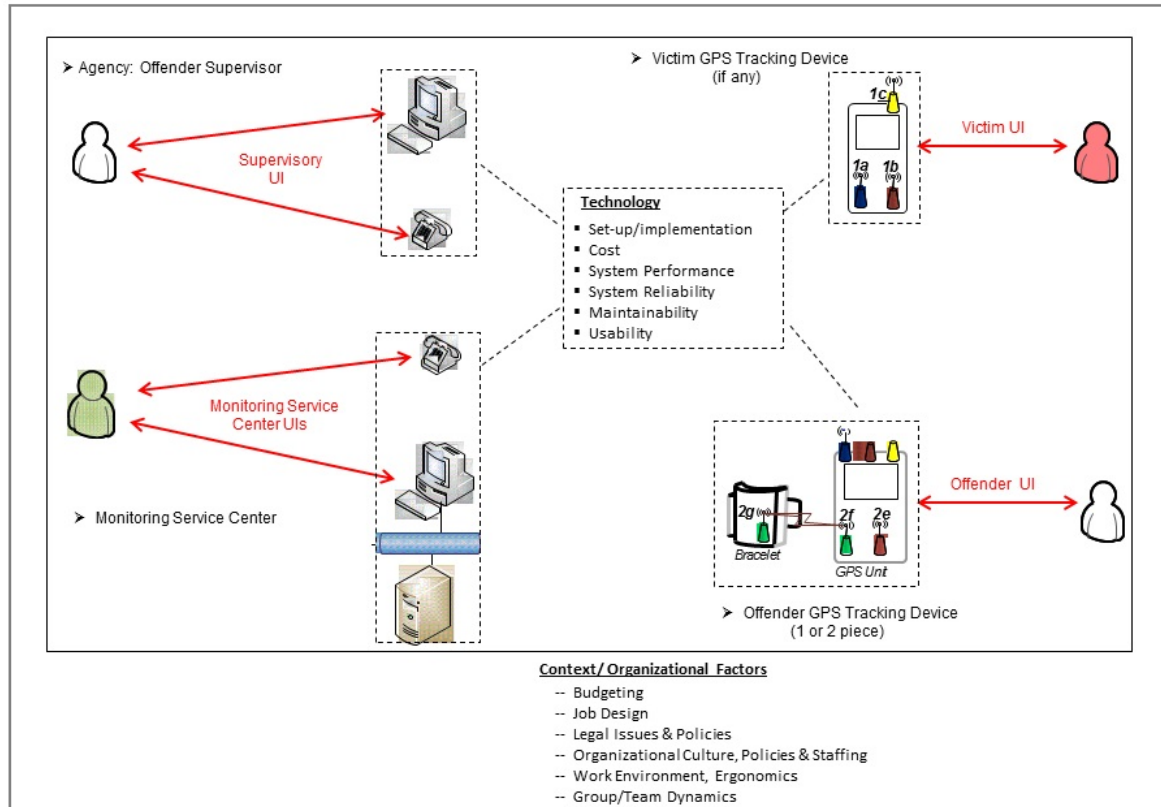 ➢ Agency: Offender Supervisor
Supervisory
UI
➢ Victim GPS Tracking Device
(if any)
1c
1a
1b
Victim UI
Technology
▪ Set-up/implementation
▪ Cost
▪ System Performance
▪ System Reliability
▪ Maintainability
▪ Usability
Monitoring Service
Center UIs
➢ Monitoring Service Center
2g
Bracelet
2f
2e
GPS Unit
Offender UI
➢ Offender GPS Tracking Device
(1 or 2 piece)
Context/ Organizational Factors
-- Budgeting
-- Job Design
-- Legal Issues & Policies
-- Organizational Culture, Policies & Staffing
-- Work Environment, Ergonomics
-- Group/Team Dynamics